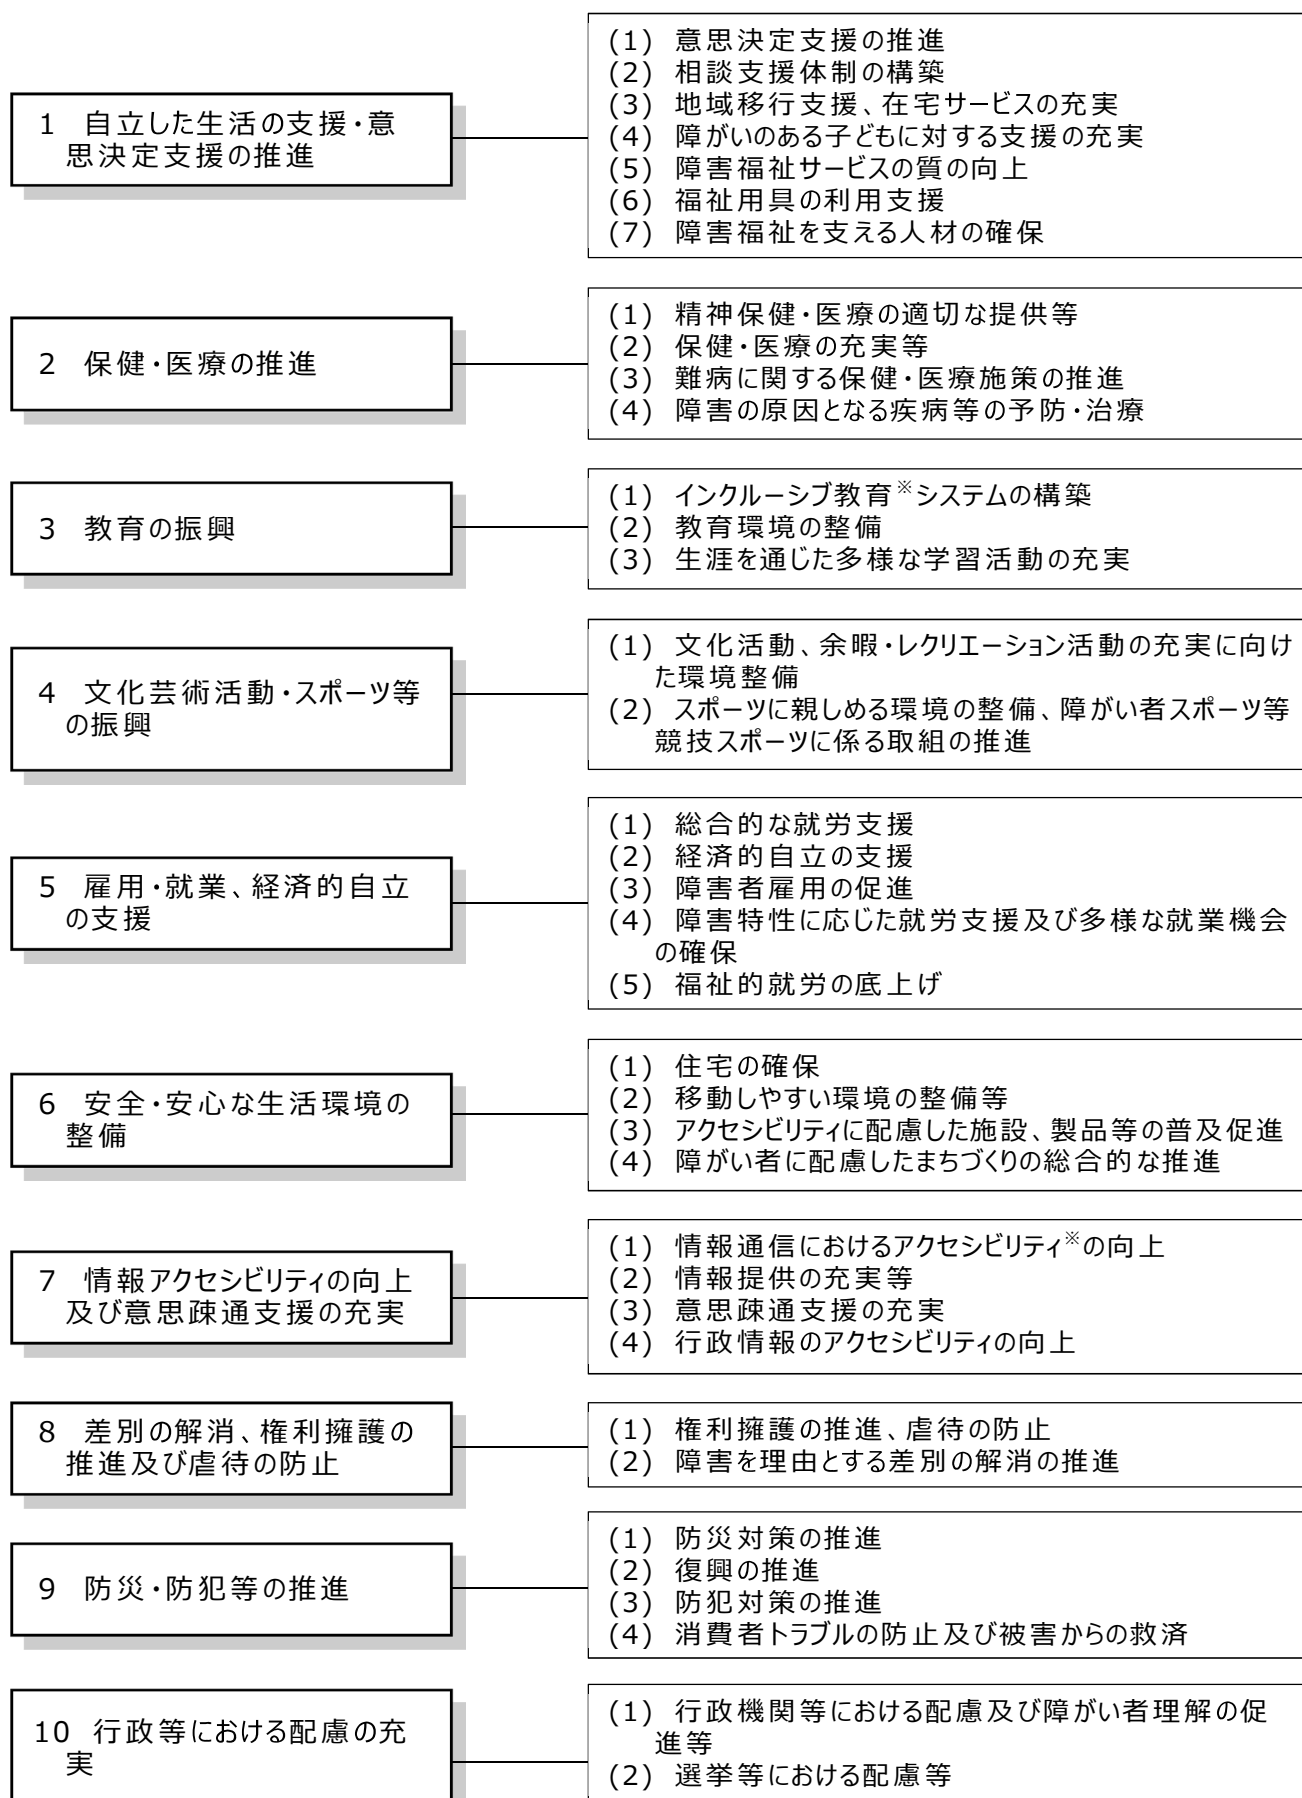 1 自立した生活の支援・意
思決定支援の推進
(1) 意思決定支援の推進
(2) 相談支援体制の構築
(3) 地域移行支援、在宅サービスの充実
(4) 障がいのある子どもに対する支援の充実
(5) 障害福祉サービスの質の向上
(6) 福祉用具の利用支援
(7) 障害福祉を支える人材の確保
2 保健・医療の推進
(1) 精神保健・医療の適切な提供等
(2) 保健・医療の充実等
(3) 難病に関する保健・医療施策の推進
(4) 障害の原因となる疾病等の予防・治療
3 教育の振興
(1) インクルーシブ教育※システムの構築
(2) 教育環境の整備
(3) 生涯を通じた多様な学習活動の充実
4 文化芸術活動・スポーツ等
の振興
(1) 文化活動、余暇・レクリエーション活動の充実に向け
た環境整備
(2) スポーツに親しめる環境の整備、障がい者スポーツ等
競技スポーツに係る取組の推進
5 雇用・就業、経済的自立
の支援
(1) 総合的な就労支援
(2) 経済的自立の支援
(3) 障害者雇用の促進
(4) 障害特性に応じた就労支援及び多様な就業機会
の確保
(5) 福祉的就労の底上げ
6 安全・安心な生活環境の
整備
(1) 住宅の確保
(2) 移動しやすい環境の整備等
(3) アクセシビリティに配慮した施設、製品等の普及促進
(4) 障がい者に配慮したまちづくりの総合的な推進
7 情報アクセシビリティの向上
及び意思疎通支援の充実
(1) 情報通信におけるアクセシビリティ※の向上
(2) 情報提供の充実等
(3) 意思疎通支援の充実
(4) 行政情報のアクセシビリティの向上
8 差別の解消、権利擁護の
推進及び虐待の防止
(1) 権利擁護の推進、虐待の防止
(2) 障害を理由とする差別の解消の推進
9 防災・防犯等の推進
(1) 防災対策の推進
(2) 復興の推進
(3) 防犯対策の推進
(4) 消費者トラブルの防止及び被害からの救済
10 行政等における配慮の充
実
(1) 行政機関等における配慮及び障がい者理解の促
進等
(2) 選挙等における配慮等